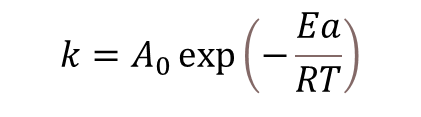 k = A₀ exp(−Ea/RT)